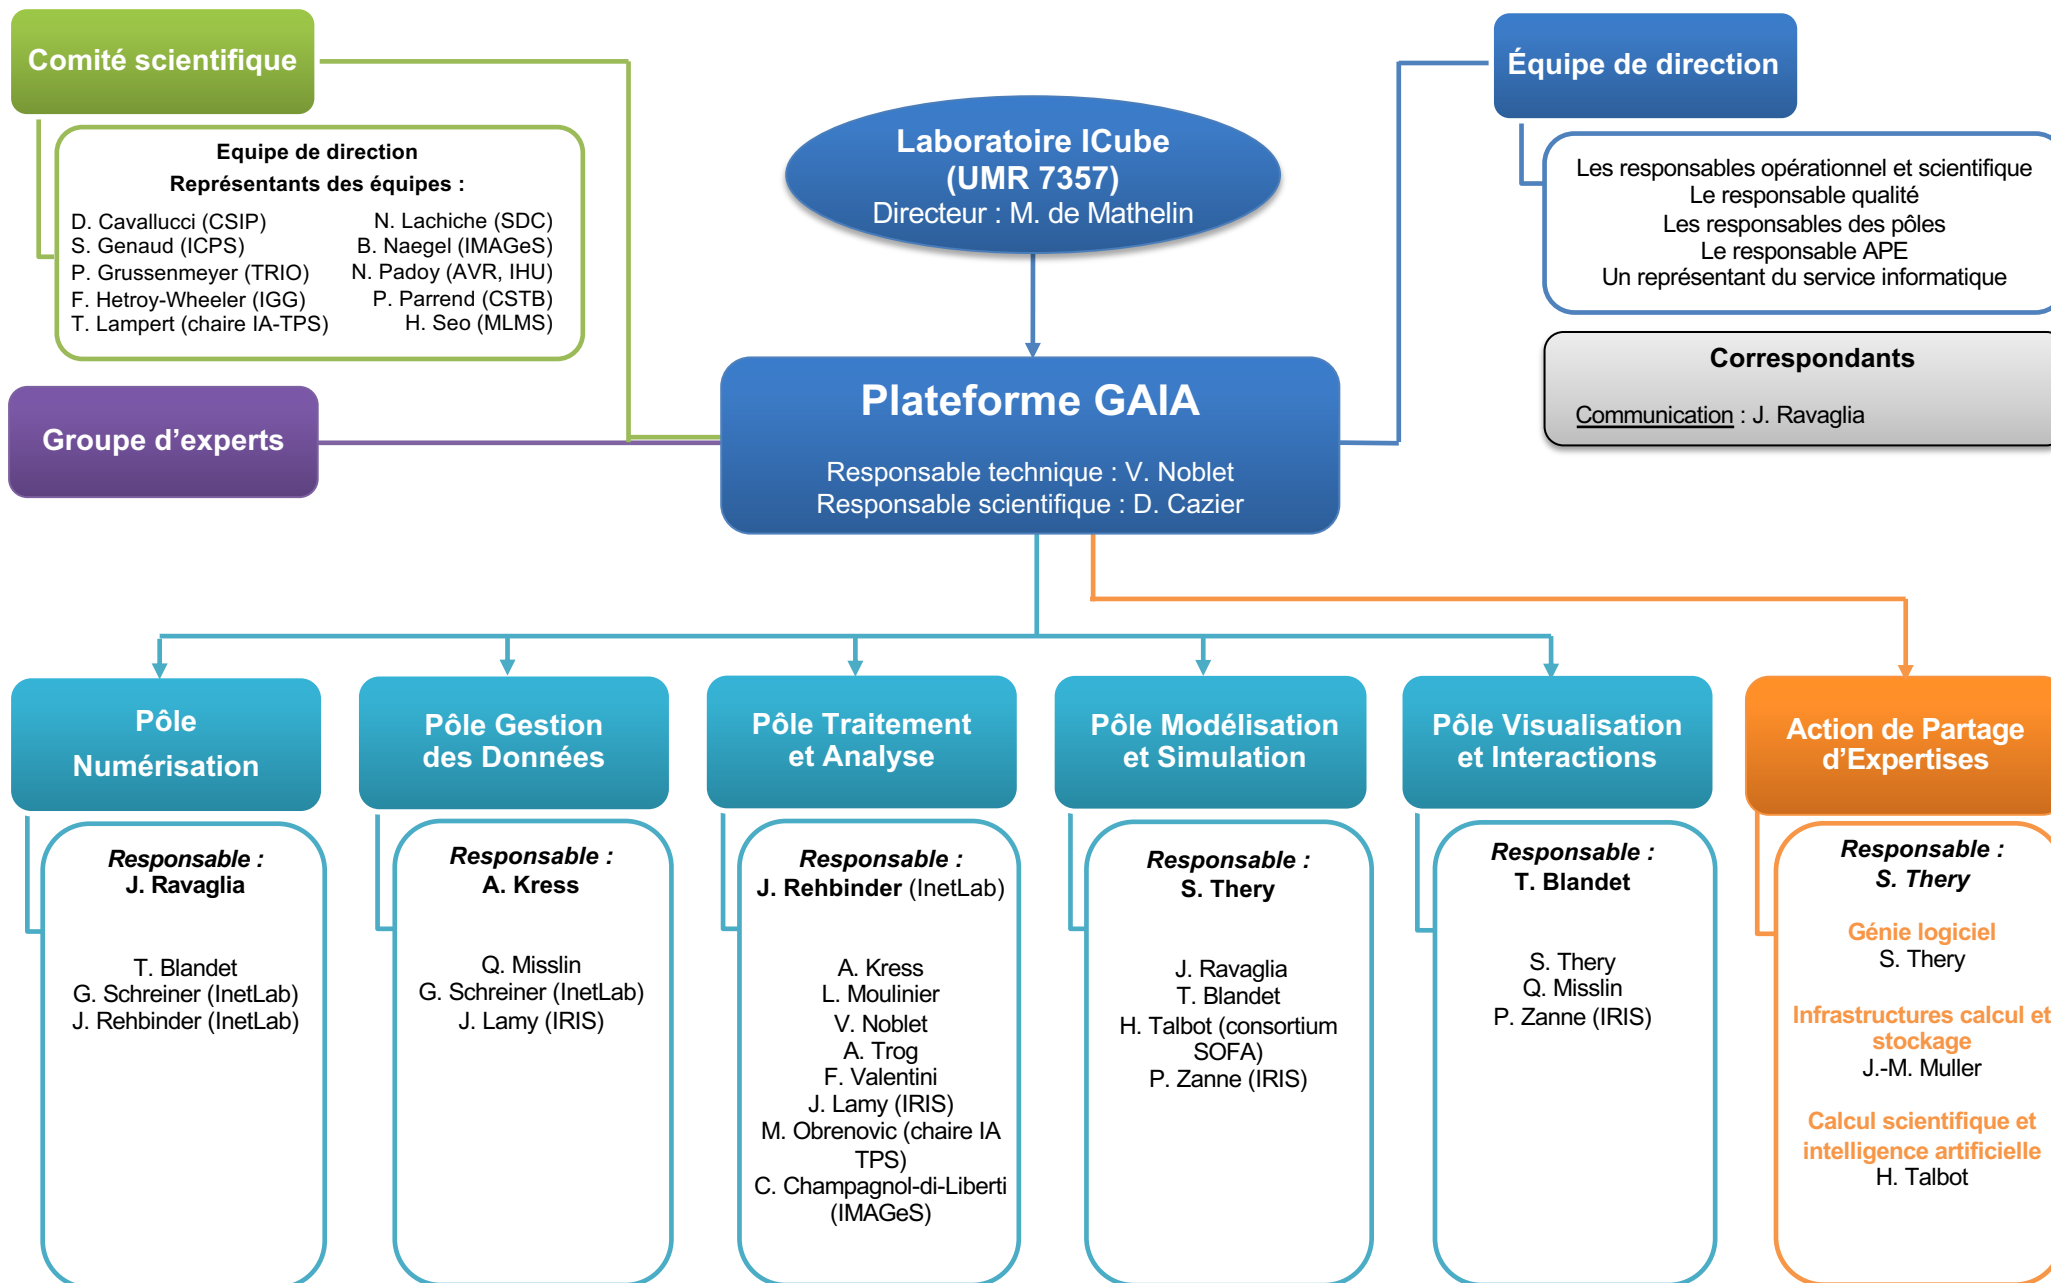 Comité scientifique
Equipe de direction
Représentants des équipes :
D. Cavallucci (CSIP)
S. Genaud (ICPS)
P. Grussenmeyer (TRIO)
F. Hetroy-Wheeler (IGG)
T. Lampert (chaire IA-TPS)
N. Lachiche (SDC)
B. Naegel (IMAGeS)
N. Padoy (AVR, IHU)
P. Parrend (CSTB)
H. Seo (MLMS)
Groupe d’experts
Laboratoire ICube
(UMR 7357)
Directeur : M. de Mathelin
Plateforme GAIA
Responsable technique : V. Noblet
Responsable scientifique : D. Cazier
Équipe de direction
Les responsables opérationnel et scientifique
Le responsable qualité
Les responsables des pôles
Le responsable APE
Un représentant du service informatique
Correspondants
Communication : J. Ravaglia
Pôle
Numérisation
Responsable :
J. Ravaglia
T. Blandet
G. Schreiner (InetLab)
J. Rehbinder (InetLab)
Pôle Gestion
des Données
Responsable :
A. Kress
Q. Misslin
G. Schreiner (InetLab)
J. Lamy (IRIS)
Pôle Traitement
et Analyse
Responsable :
J. Rehbinder (InetLab)
A. Kress
L. Moulinier
V. Noblet
A. Trog
F. Valentini
J. Lamy (IRIS)
M. Obrenovic (chaire IA
TPS)
C. Champagnol-di-Liberti
(IMAGeS)
Pôle Modélisation
et Simulation
Responsable :
S. Thery
J. Ravaglia
T. Blandet
H. Talbot (consortium
SOFA)
P. Zanne (IRIS)
Pôle Visualisation
et Interactions
Responsable :
T. Blandet
S. Thery
Q. Misslin
P. Zanne (IRIS)
Action de Partage
d’Expertises
Responsable :
S. Thery
Génie logiciel
S. Thery
Infrastructures calcul et
stockage
J.-M. Muller
Calcul scientifique et
intelligence artificielle
H. Talbot